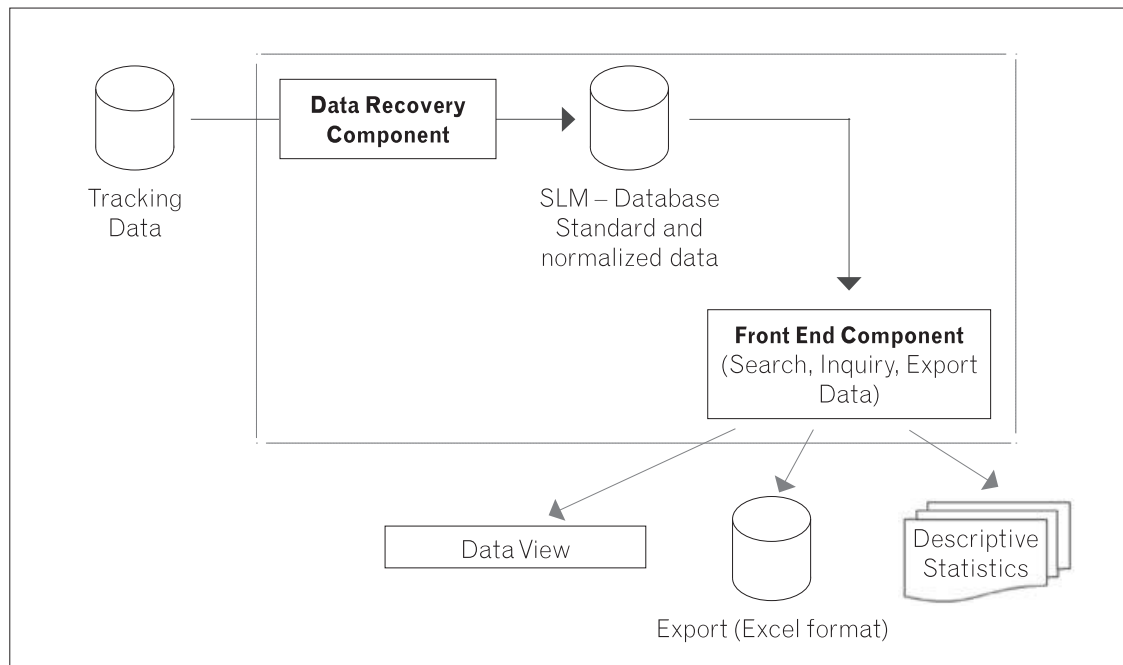 Data Recovery
Component
Tracking
Data
SLM – Database
Standard and
normalized data
Front End Component
(Search, Inquiry, Export
Data)
Data View
Export (Excel format)
Descriptive
Statistics